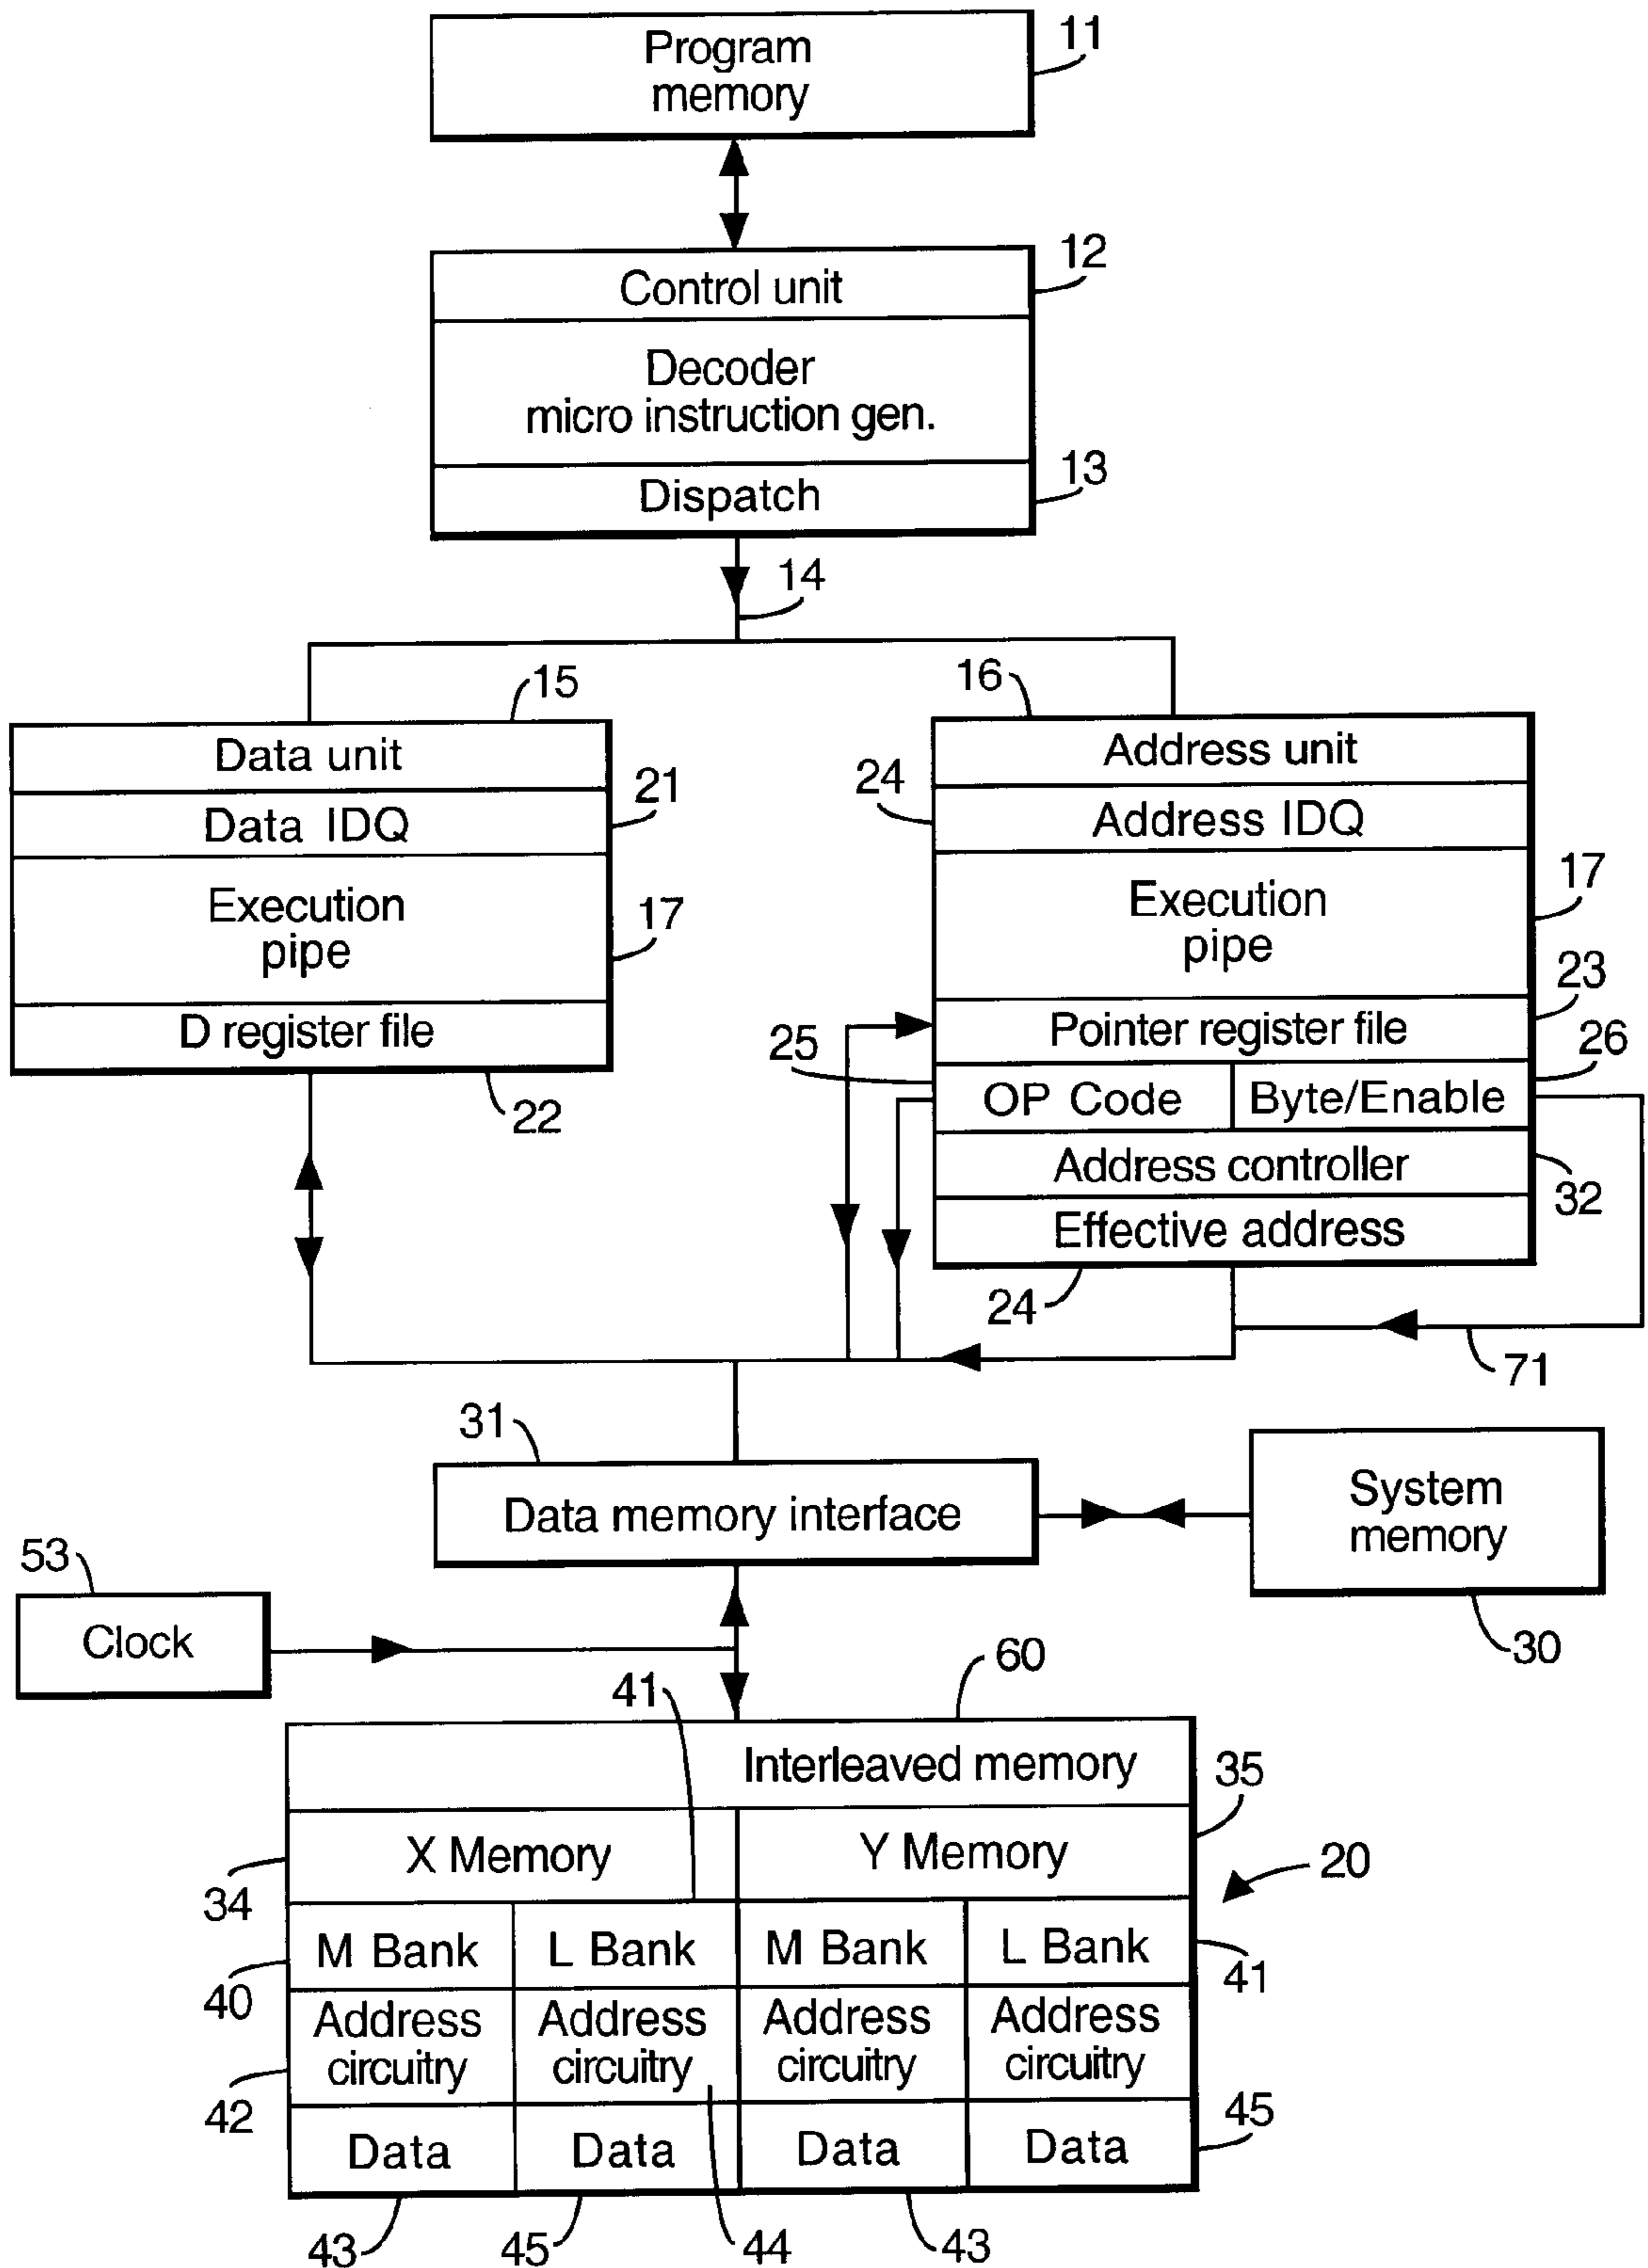 Program
memory
11
12
Control unit
Decoder
micro instruction gen.
13
Dispatch
14
15
16
Data unit
Address unit
21
24
Data IDQ
Address IDQ
Execution
pipe
17
Execution
pipe
17
23
D register file
Pointer register file
22
25
26
OP Code
Byte/Enable
Address controller
32
Effective address
24
71
31
Data memory interface
System
memory
30
53
Clock
60
41
Interleaved memory
35
X Memory
Y Memory
34
20
M Bank
L Bank
M Bank
L Bank
40
41
Address
circuitry
Address
circuitry
Address
circuitry
Address
circuitry
42
Data
Data
Data
Data
45
43
45
44
43